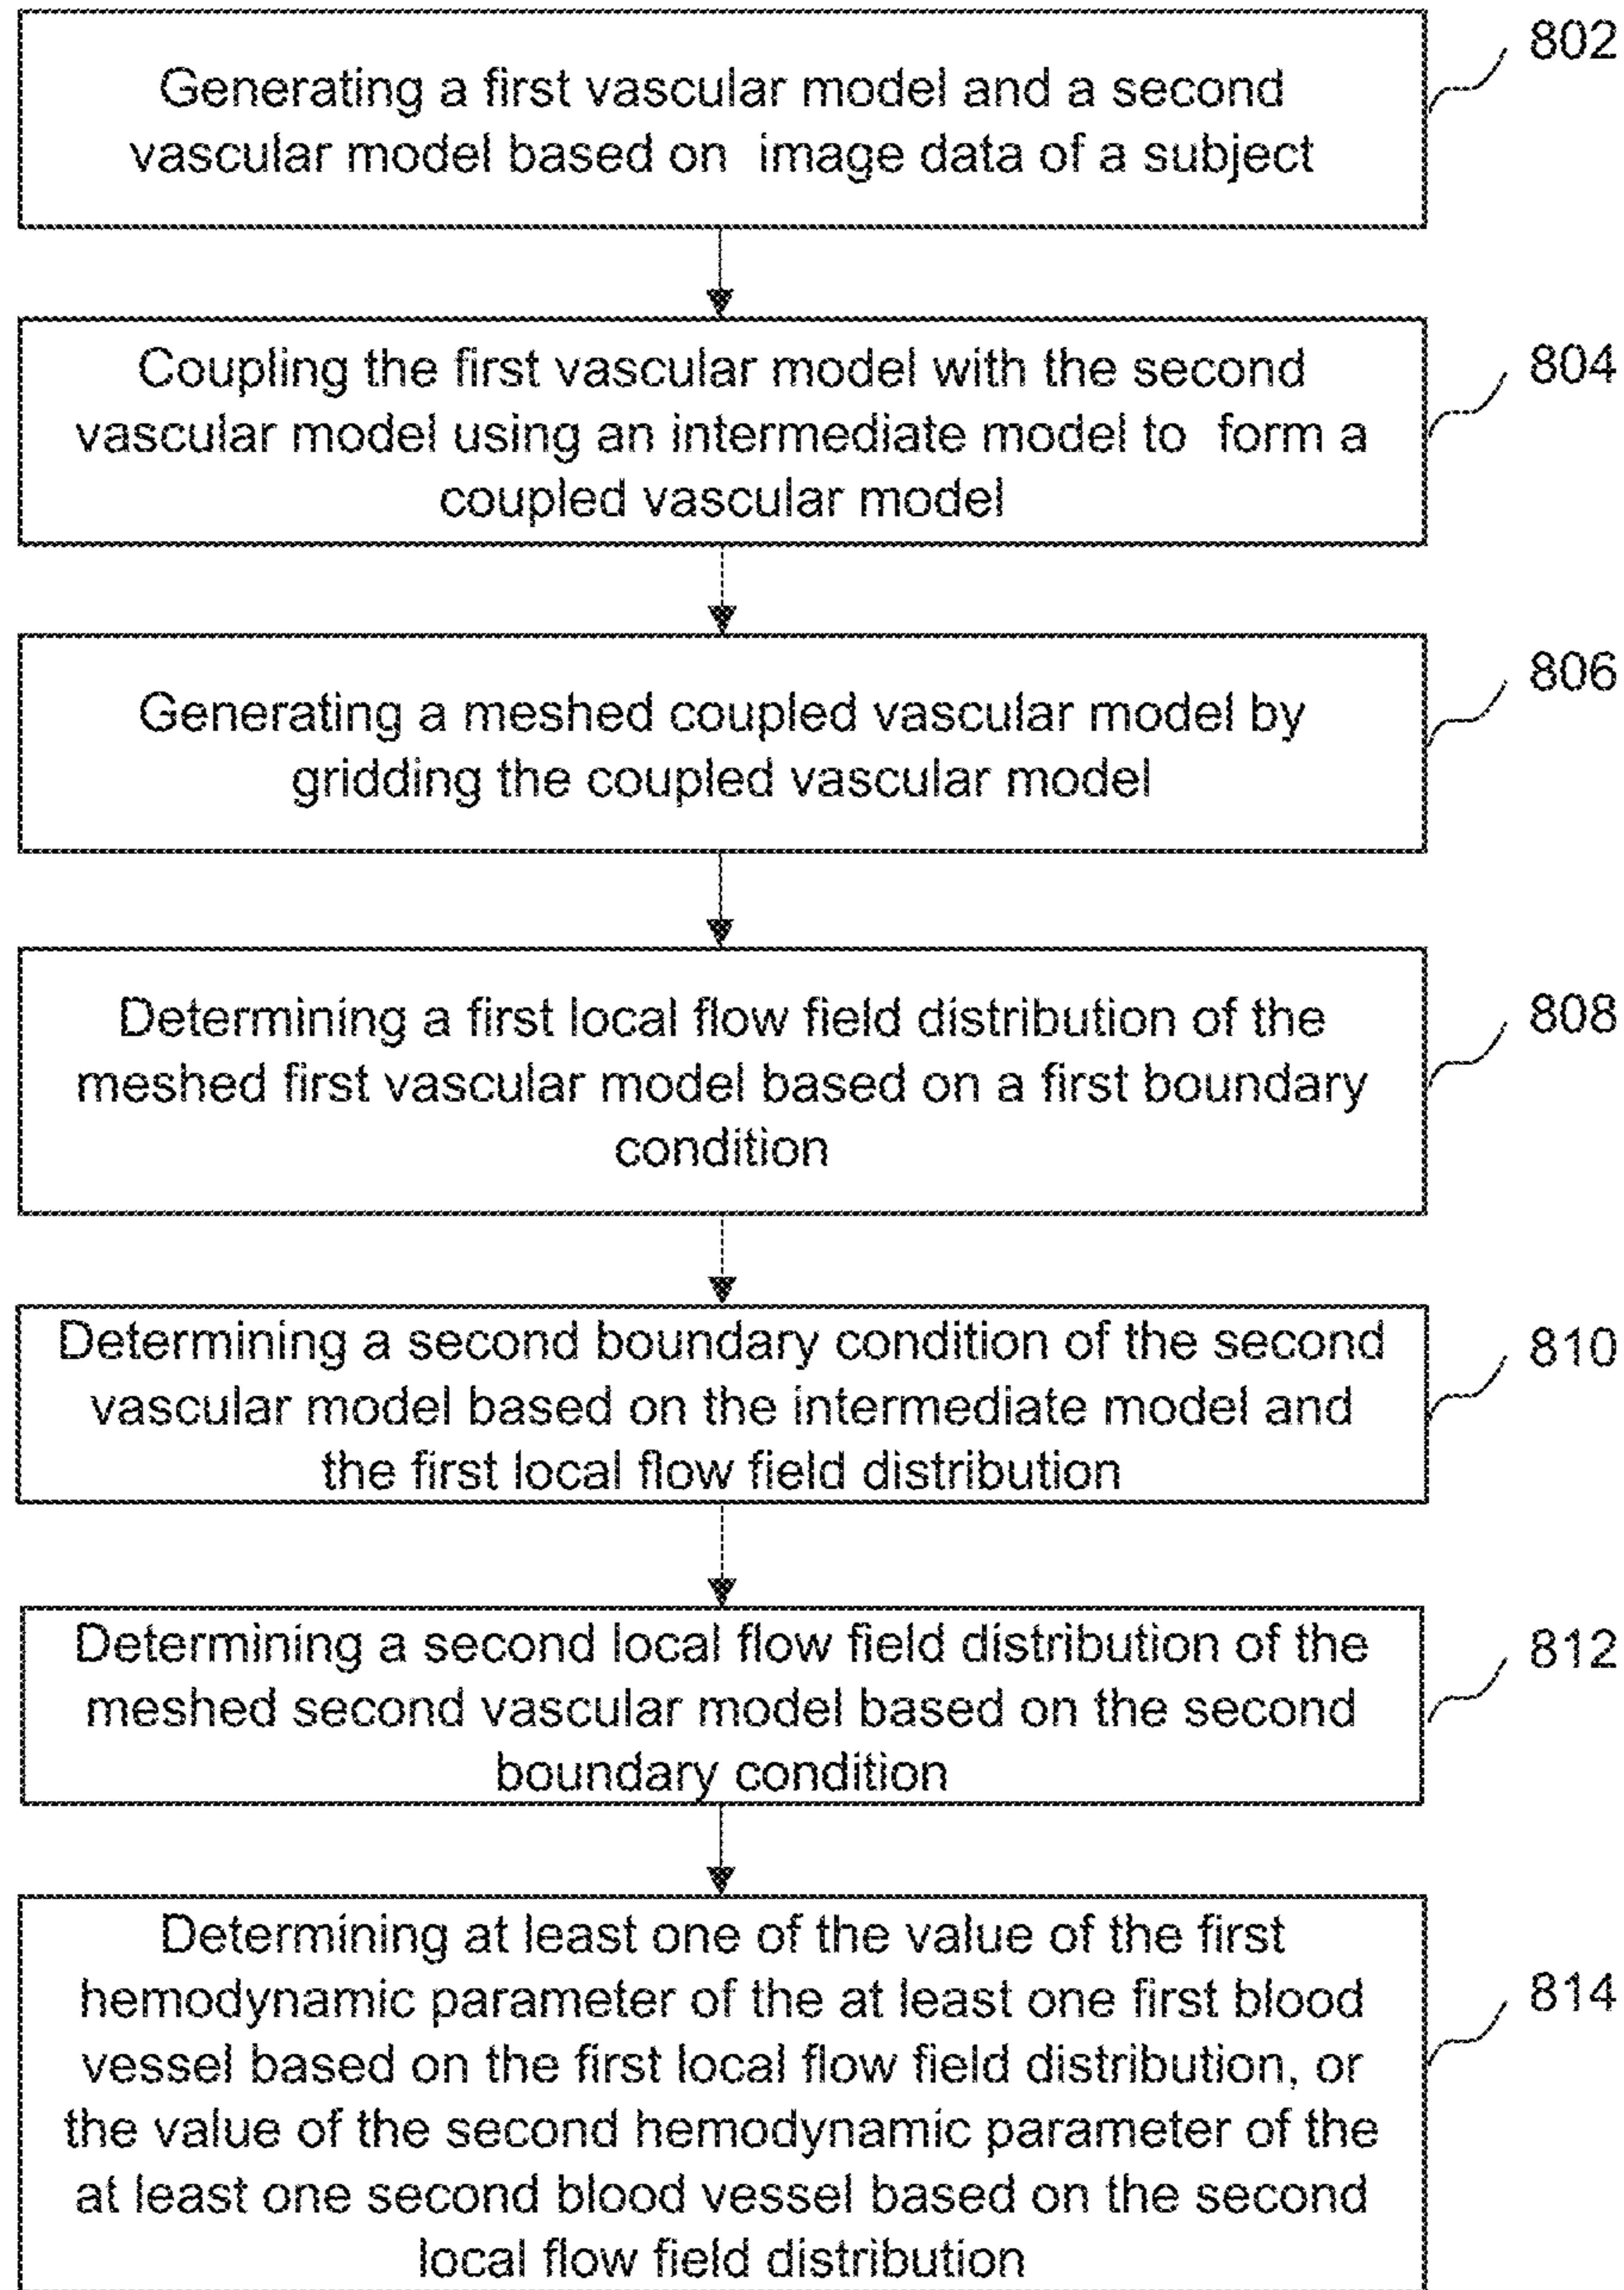 802
Generating a first vascular model and a second
vascular model based on image data of a subject
804
Coupling the first vascular model with the second
vascular model using an intermediate model to form a
coupled vascular model
806
Generating a meshed coupled vascular model by
gridding the coupled vascular model
808
Determining a first local flow field distribution of the
meshed first vascular model based on a first boundary
condition
810
Determining a second boundary condition of the second
vascular model based on the intermediate model and
the first local flow field distribution
812
Determining a second local flow field distribution of the
meshed second vascular model based on the second
boundary condition
814
Determining at least one of the value of the first
hemodynamic parameter of the at least one first blood
vessel based on the first local flow field distribution, or
the value of the second hemodynamic parameter of the
at least one second blood vessel based on the second
local flow field distribution